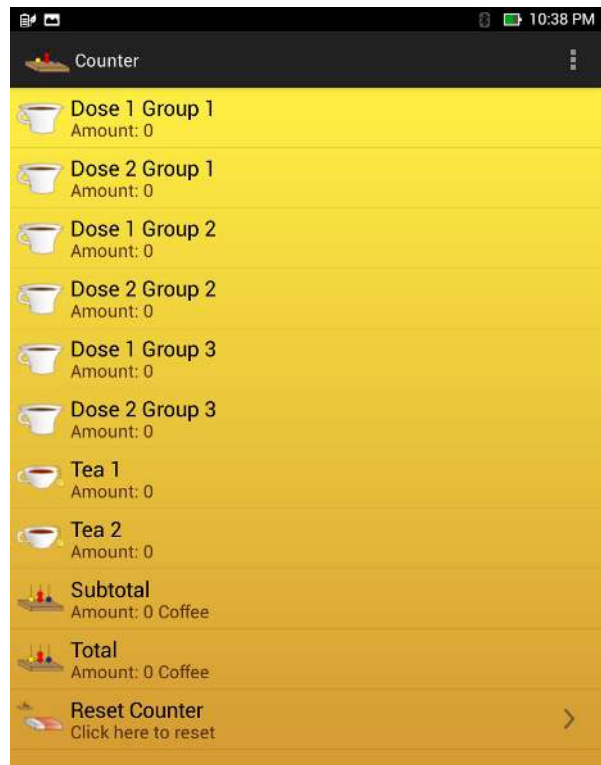 10:38 PM
Counter
Dose 1 Group 1
Amount: 0
Dose 2 Group 1
Amount: 0
Dose 1 Group 2
Amount: 0
Dose 2 Group 2
Amount: 0
Dose 1 Group 3
Amount: 0
Dose 2 Group 3
Amount: 0
Tea 1
Amount: 0
Tea 2
Amount: 0
Subtotal
Amount: 0 Coffee
Total
Amount: 0 Coffee
Reset Counter
Click here to reset